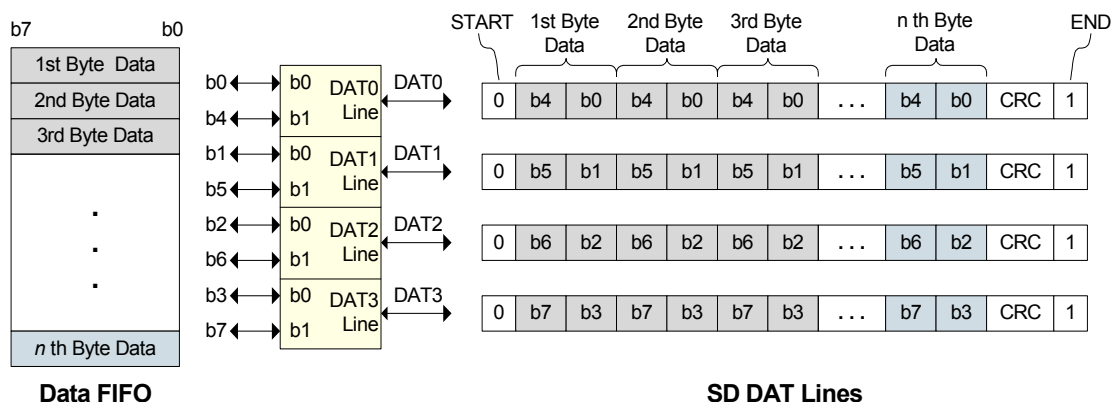 b7 b0
1st Byte Data
2nd Byte Data
3rd Byte Data
.
.
.
n th Byte Data
Data FIFO
b0 b0 DAT0 Line DAT0
b4 b1
b1 b0 DAT1 Line DAT1
b5 b1
b2 b0 DAT2 Line DAT2
b6 b1
b3 b0 DAT3 Line DAT3
b7 b1
START 1st Byte Data 2nd Byte Data 3rd Byte Data n th Byte Data END
0 b4 b0 b4 b0 b4 b0 . . . b4 b0 CRC 1
0 b5 b1 b5 b1 b5 b1 . . . b5 b1 CRC 1
0 b6 b2 b6 b2 b6 b2 . . . b6 b2 CRC 1
0 b7 b3 b7 b3 b7 b3 . . . b7 b3 CRC 1
SD DAT Lines